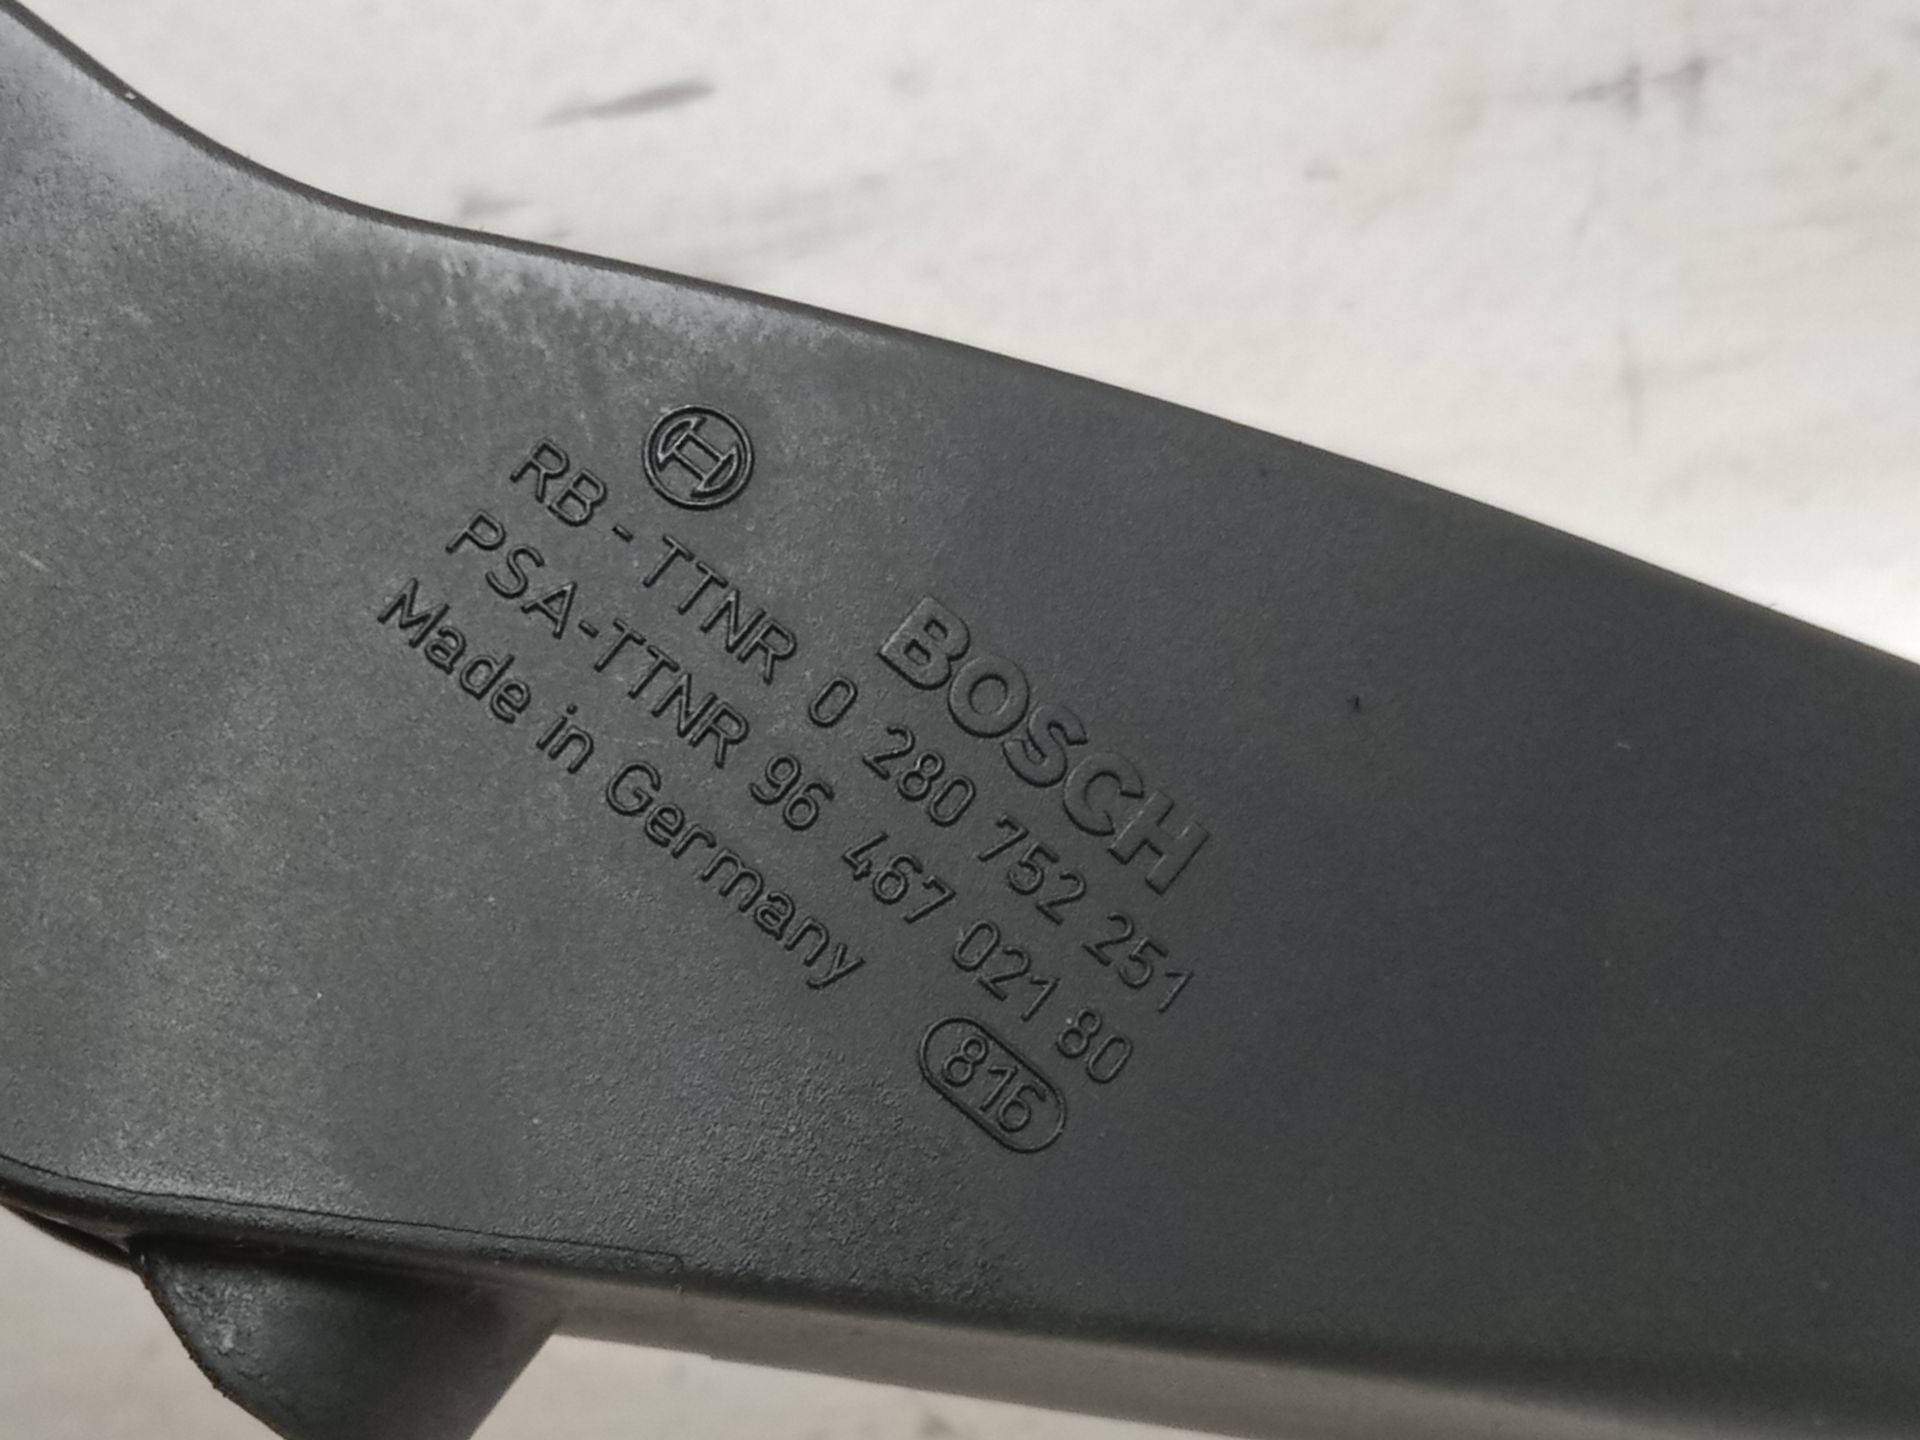 BOSCH
RB - TTNR 0 280 752 251
PSA-TTNR 96 467 021 80
Made in Germany
816